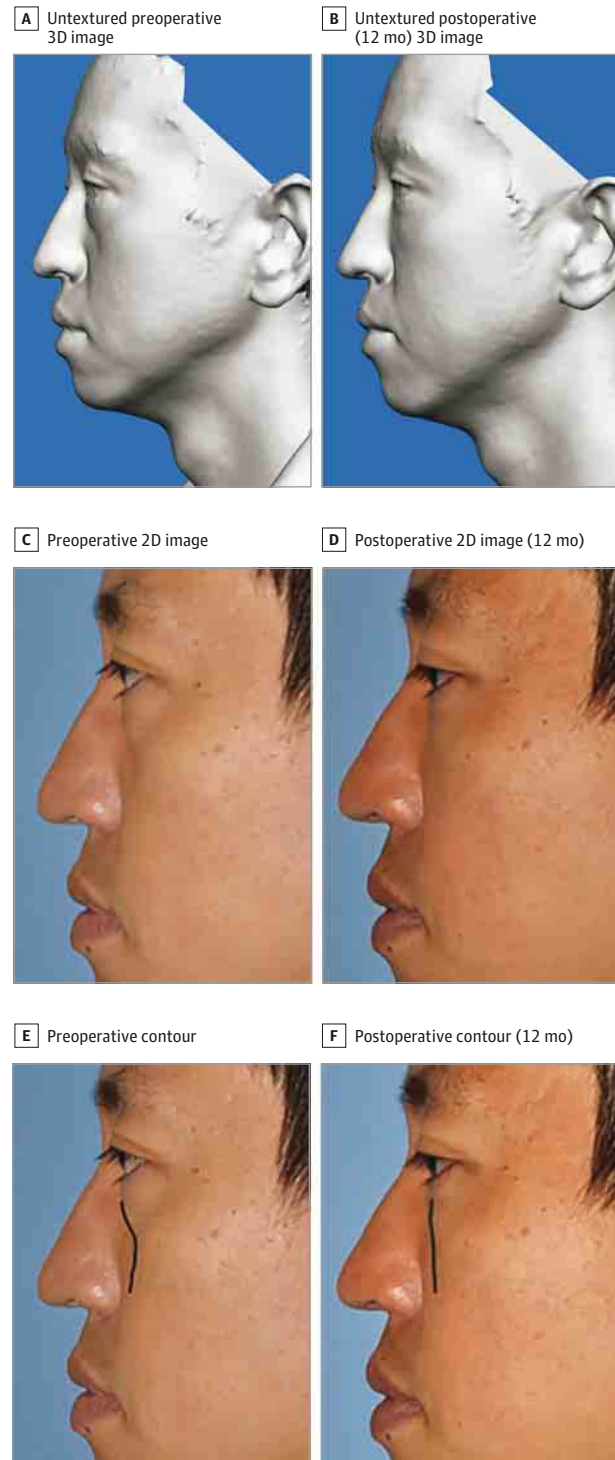 A Untextured preoperative
3D image
B Untextured postoperative
(12 mo) 3D image
C Preoperative 2D image
D Postoperative 2D image (12 mo)
E Preoperative contour
F Postoperative contour (12 mo)